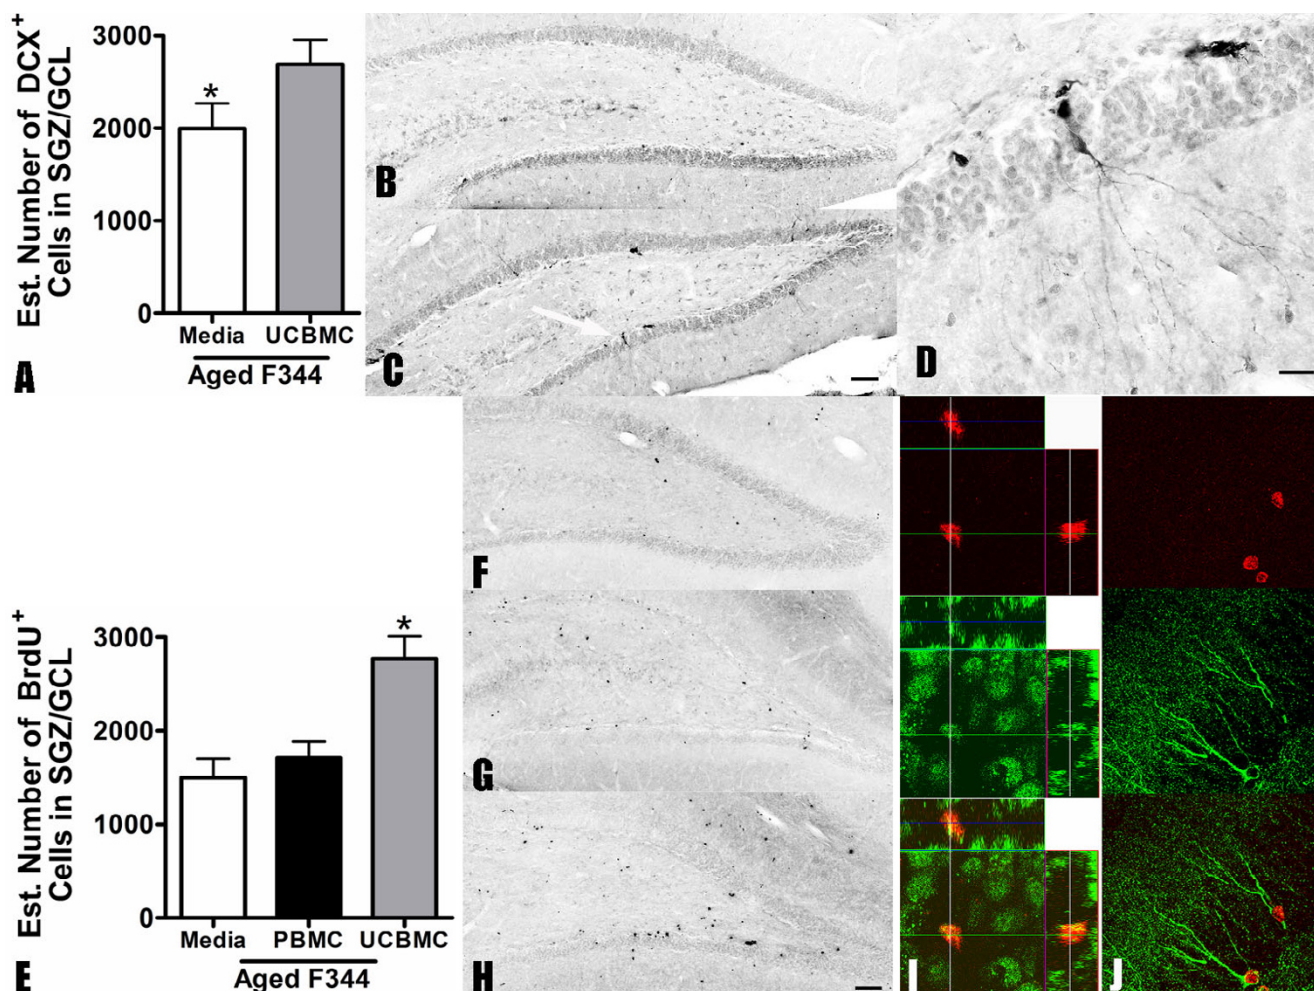 Est. Number of DCX+
Cells in SGZ/GCL
3000
2000
1000
0
*
Media UCBMC
Aged F344
A
B
C
D
Est. Number of BrdU+
Cells in SGZ/GCL
3000
2000
1000
0
*
Media PBMC UCBMC
Aged F344
E
F
G
H
I
J